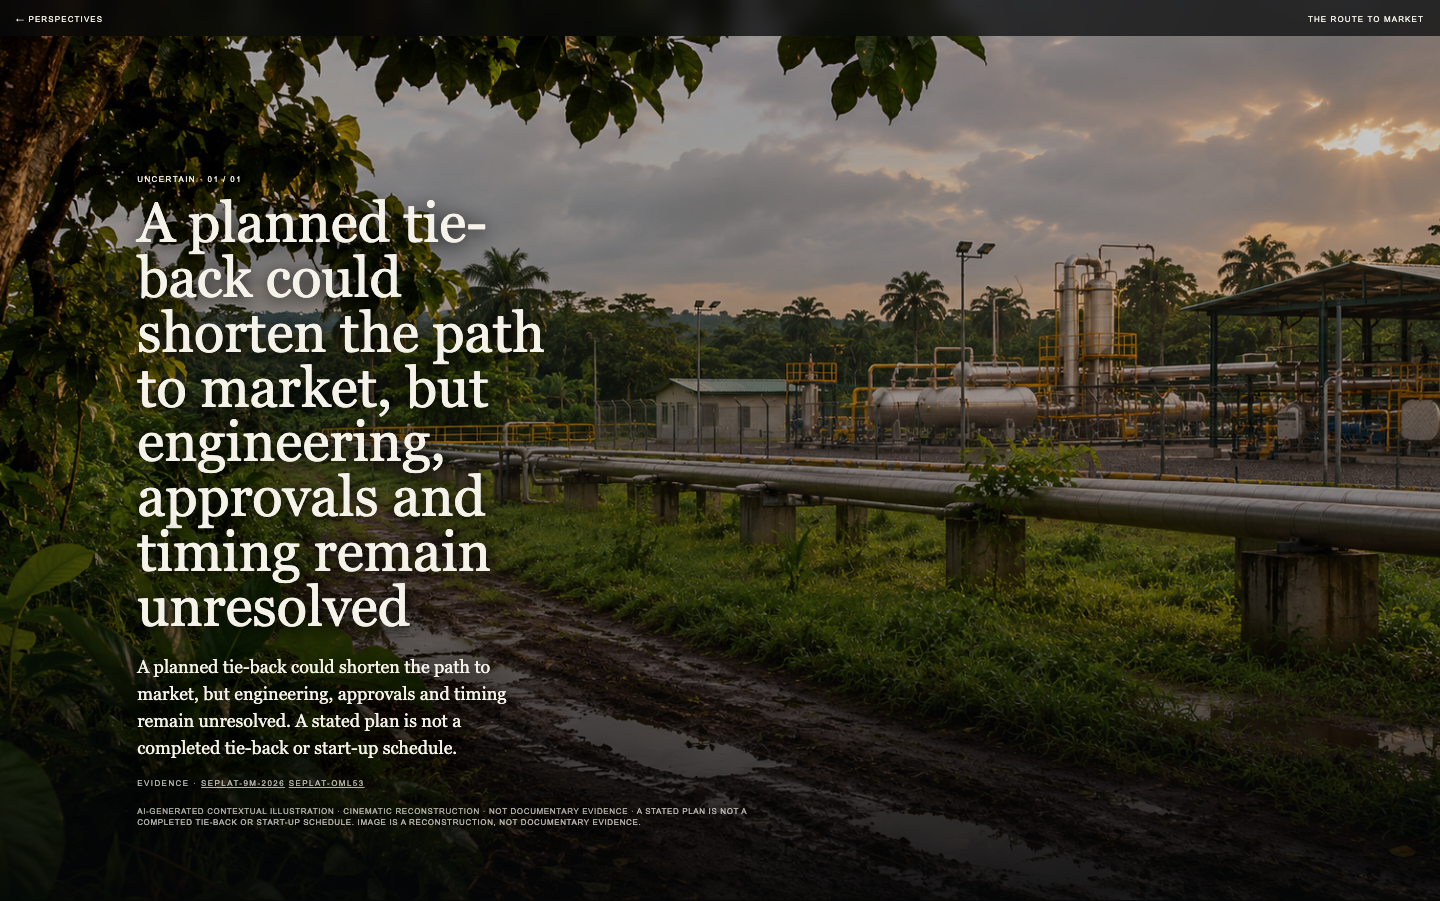 ← PERSPECTIVES
THE ROUTE TO MARKET
UNCERTAIN · 01 / 01
A planned tie-
back could
shorten the path
to market, but
engineering,
approvals and
timing remain
unresolved
A planned tie-back could shorten the path to
market, but engineering, approvals and timing
remain unresolved. A stated plan is not a
completed tie-back or start-up schedule.
EVIDENCE · SEPLAT-9M-2026 SEPLAT-OML53
AI-GENERATED CONTEXTUAL ILLUSTRATION · CINEMATIC RECONSTRUCTION · NOT DOCUMENTARY EVIDENCE · A STATED PLAN IS NOT A
COMPLETED TIE-BACK OR START-UP SCHEDULE. IMAGE IS A RECONSTRUCTION, NOT DOCUMENTARY EVIDENCE.